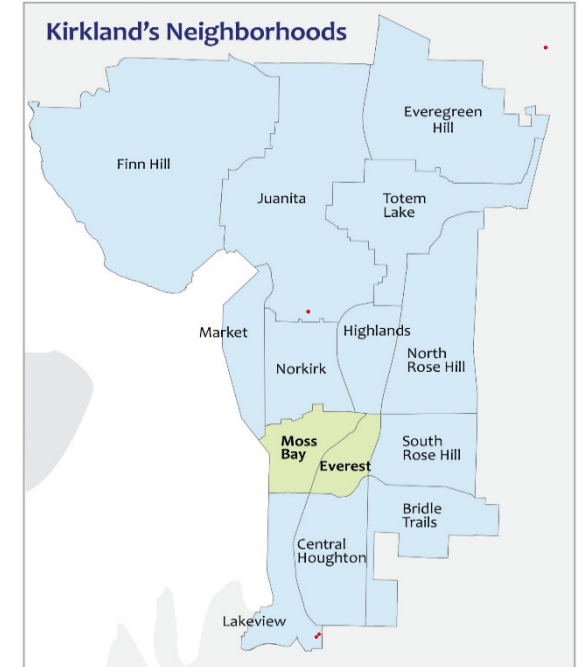 Kirkland's Neighborhoods
Everegreen
Hill
Finn Hill
Juanita
Totem
Lake
Market
Highlands
North
Rose Hill
Norkirk
Moss
Bay
Everest
South
Rose Hill
Bridle
Trails
Central
Houghton
Lakeview